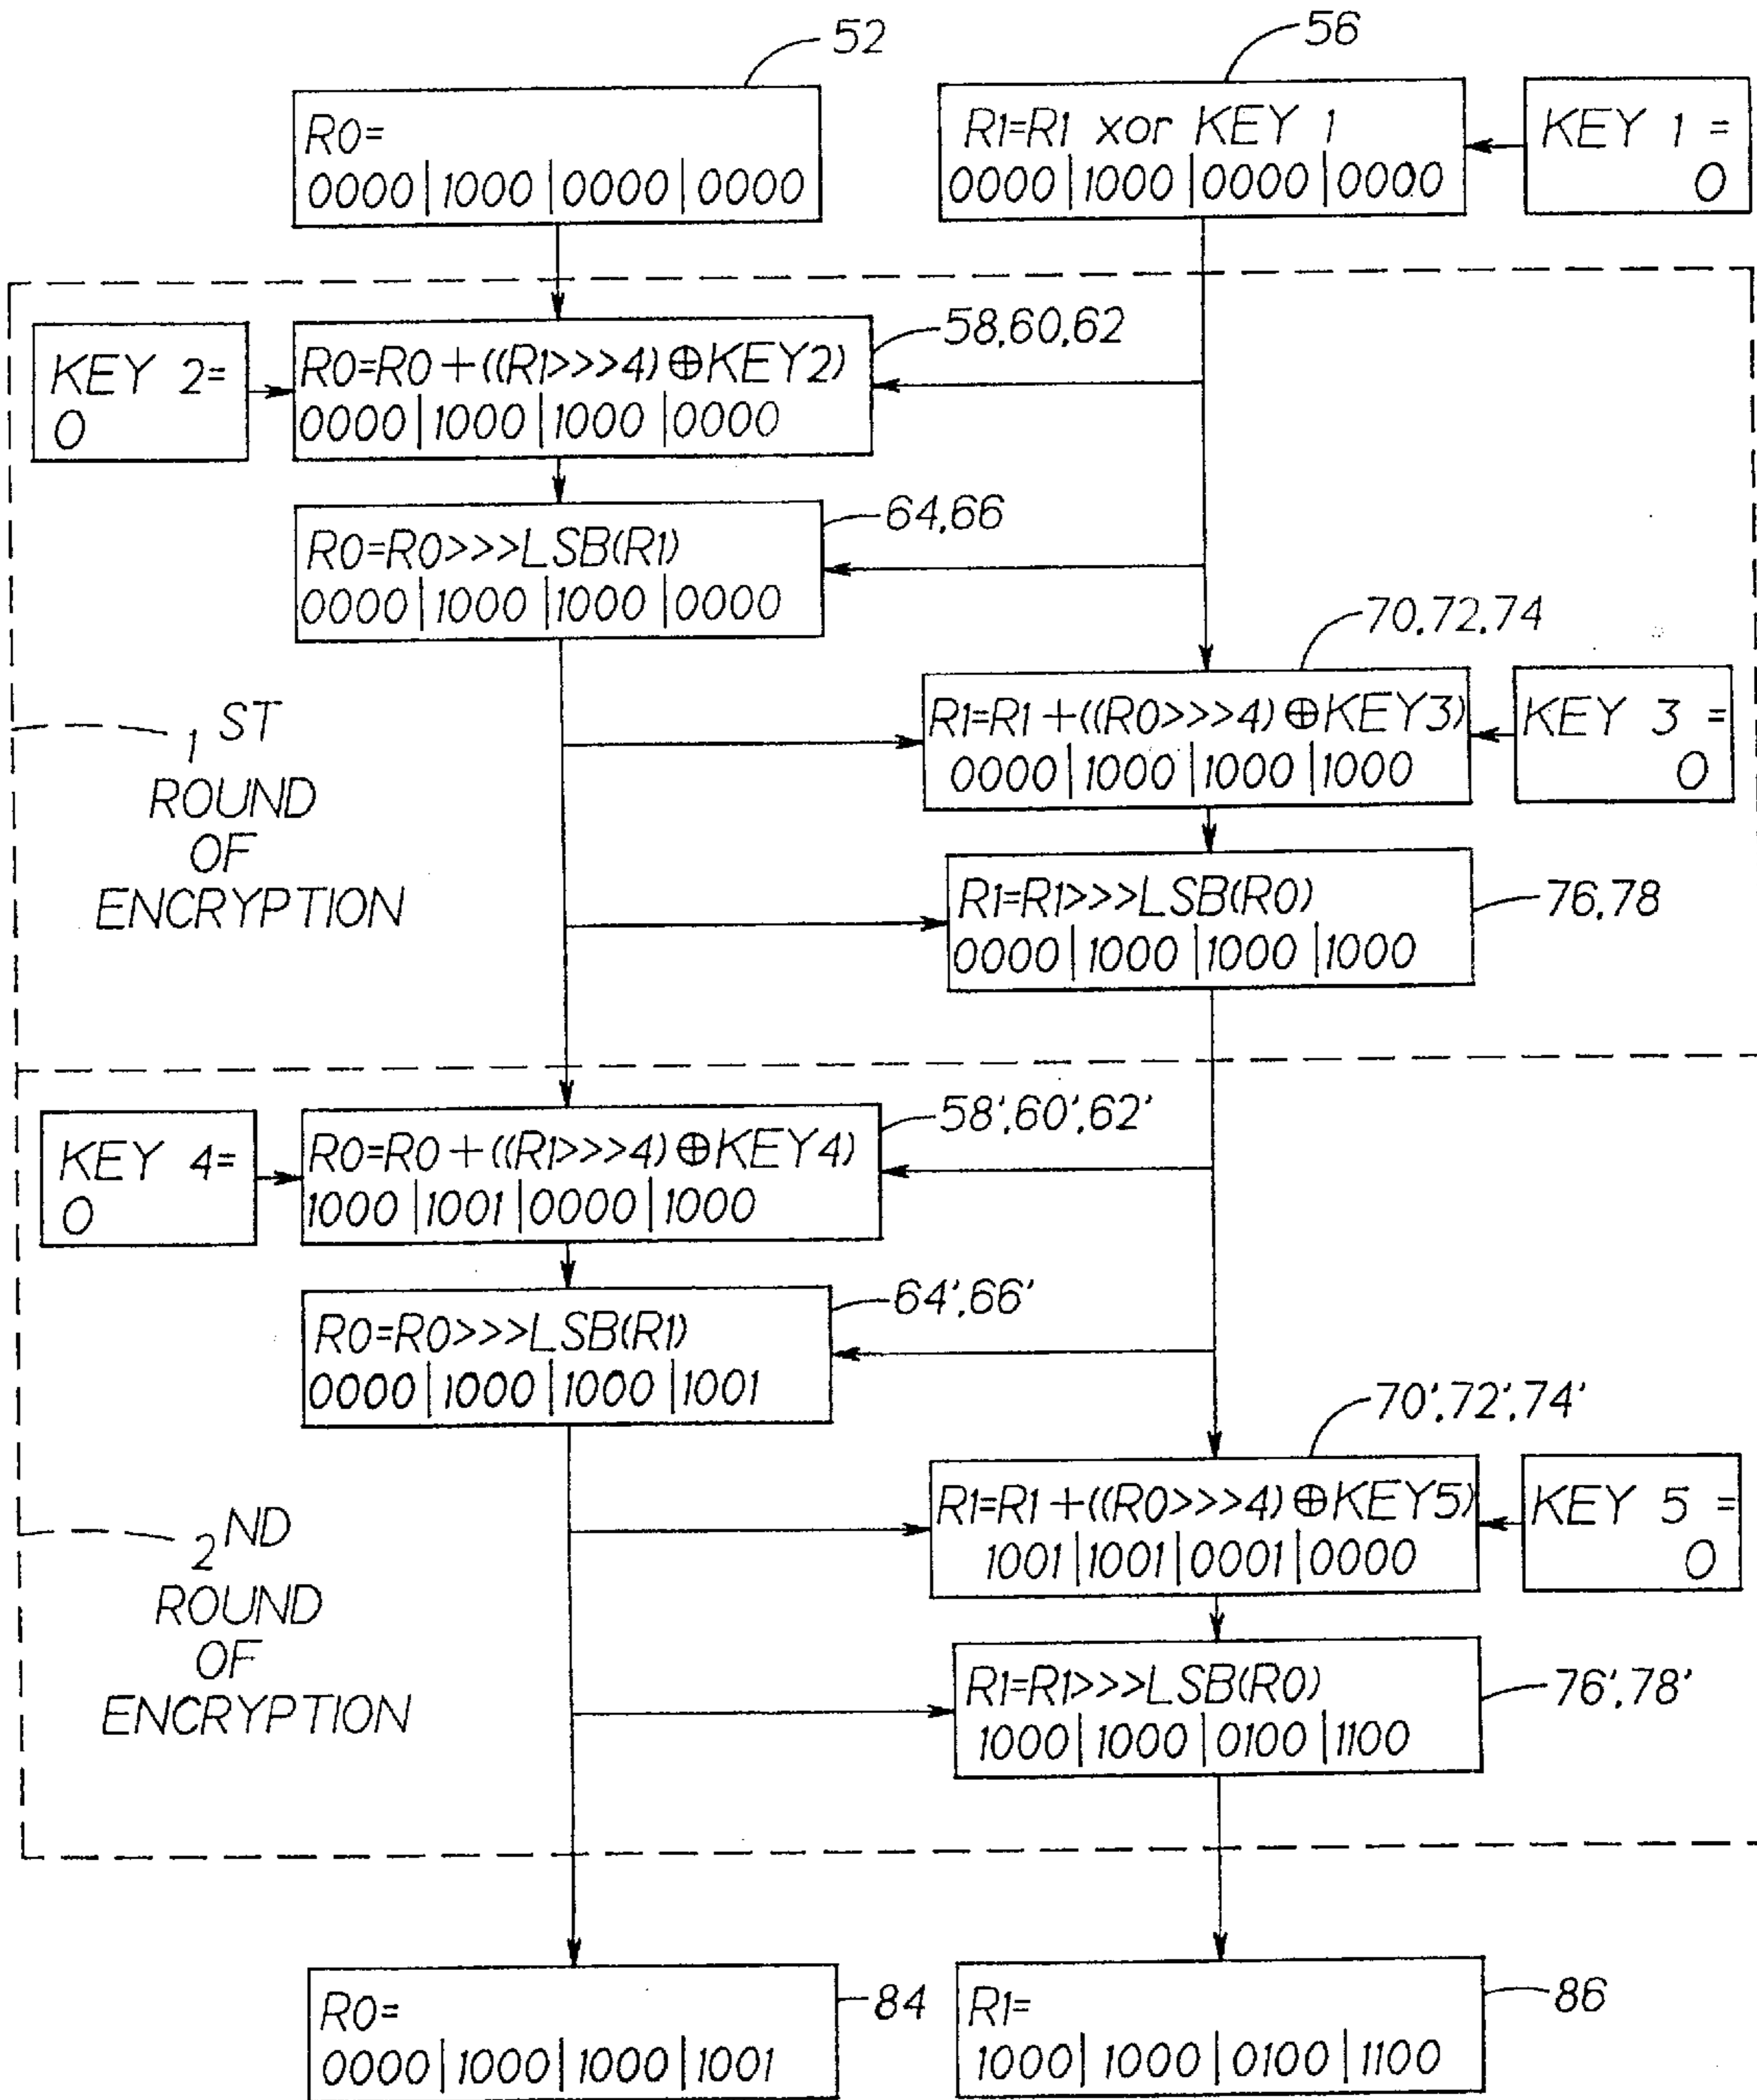 52
56
R0=
0000|1000|0000|0000
R1=R1 xor KEY 1
0000|1000|0000|0000
KEY 1 =
0
58,60,62
KEY 2=
0
R0=R0+((R1>>>4)⊕KEY2)
0000|1000|1000|0000
64,66
R0=R0>>>LSB(R1)
0000|1000|1000|0000
70,72,74
R1=R1+((R0>>>4)⊕KEY3)
0000|1000|1000|1000
KEY 3 =
0
1ST
ROUND
OF
ENCRYPTION
R1=R1>>>LSB(R0)
0000|1000|1000|1000
76,78
58',60',62'
KEY 4=
0
R0=R0+((R1>>>4)⊕KEY4)
1000|1001|0000|1000
64',66'
R0=R0>>>LSB(R1)
0000|1000|1000|1001
70',72',74'
R1=R1+((R0>>>4)⊕KEY5)
1001|1001|0001|0000
KEY 5 =
0
2ND
ROUND
OF
ENCRYPTION
R1=R1>>>LSB(R0)
1000|1000|0100|1100
76',78'
R0=
0000|1000|1000|1001
84
R1=
1000|1000|0100|1100
86